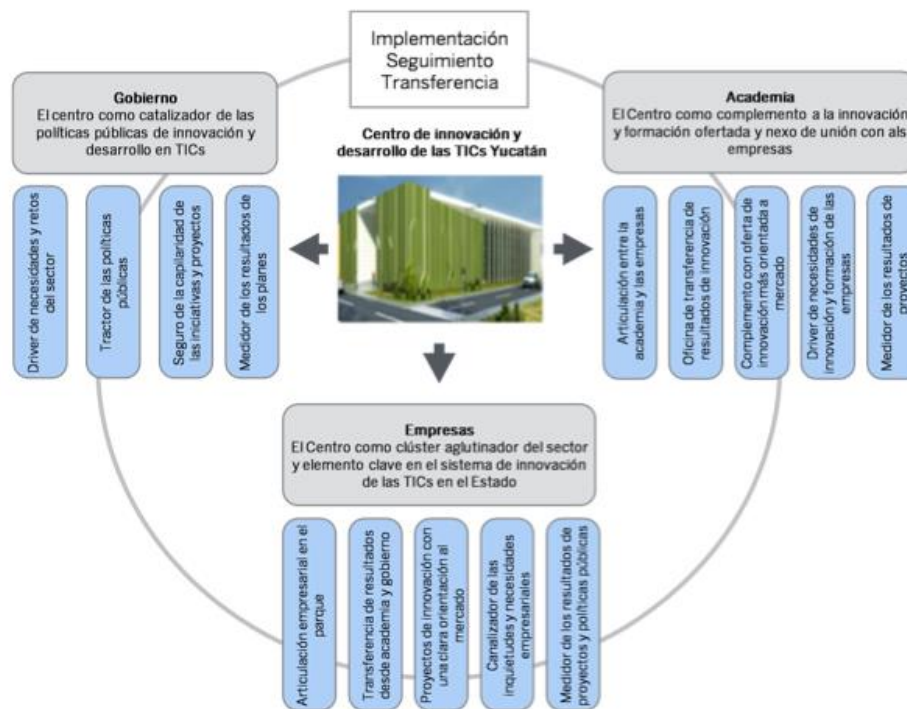 Implementación
Seguimiento
Transferencia
Gobierno
El centro como catalizador de las
políticas públicas de innovación y
desarrollo en TICs
Centro de innovación y
desarrollo de las TICs Yucatán
Academia
El Centro como complemento a la innovación
y formación ofertada y nexo de unión con als
empresas
Driver de necesidades y retos
del sector
Tractor de las políticas
públicas
Seguro de la capilaridad de
las iniciativas y proyectos
Medidor de los resultados de
los planes
Articulación entre la
academia y las empresas
Oficina de transferencia de
resultados de innovación
Complemento con oferta de
innovación más orientada a
mercado
Driver de necesidades de
innovación y formación de las
empresas
Medidor de los resultados de
proyectos
Empresas
El Centro como clúster aglutinador del sector
y elemento clave en el sistema de innovación
de las TICs en el Estado
Articulación empresarial en el
parque
Transferencia de resultados
desde academia y gobierno
Proyectos de innovación con
una clara orientación al
mercado
Canalizador de las
inquietudes y necesidades
empresariales
Medidor de los resultados de
proyectos y políticas públicas